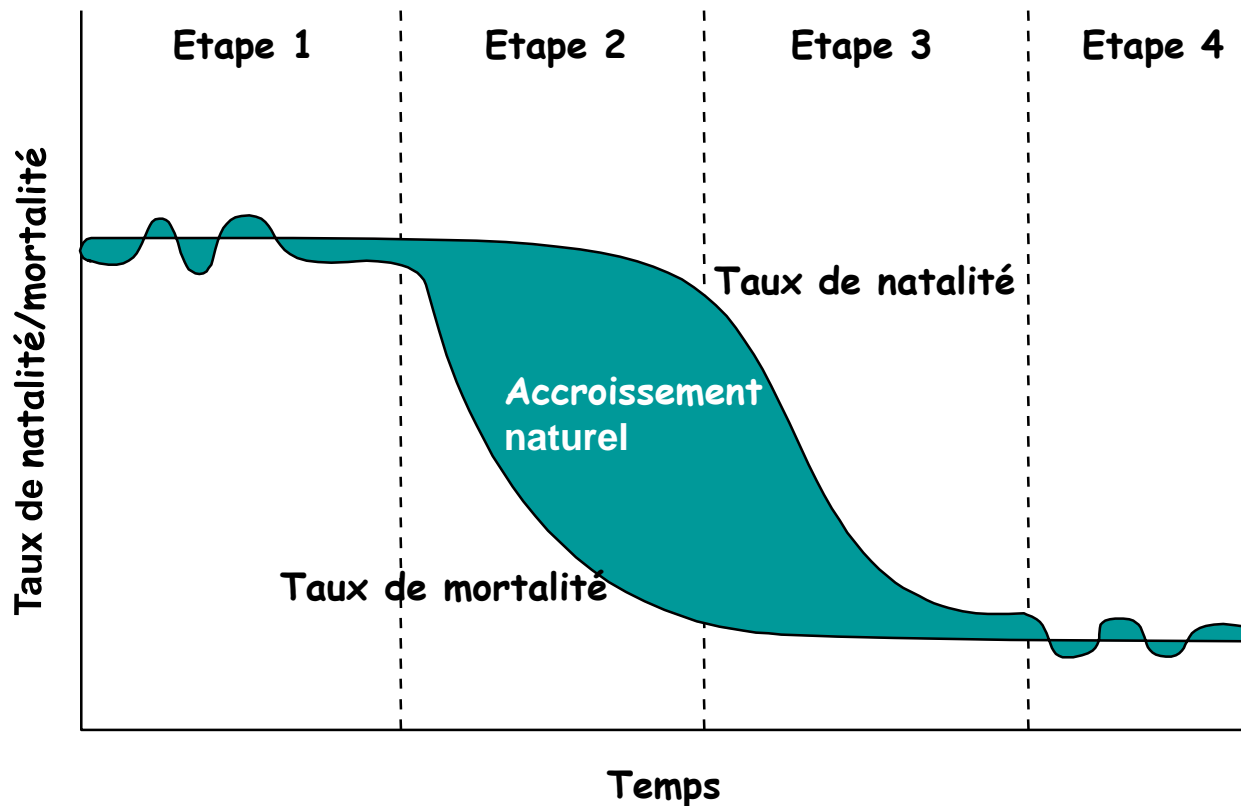 Etape 1
Etape 2
Etape 3
Etape 4
Taux de natalité/mortalité
Taux de natalité
Accroissement
naturel
Taux de mortalité
Temps